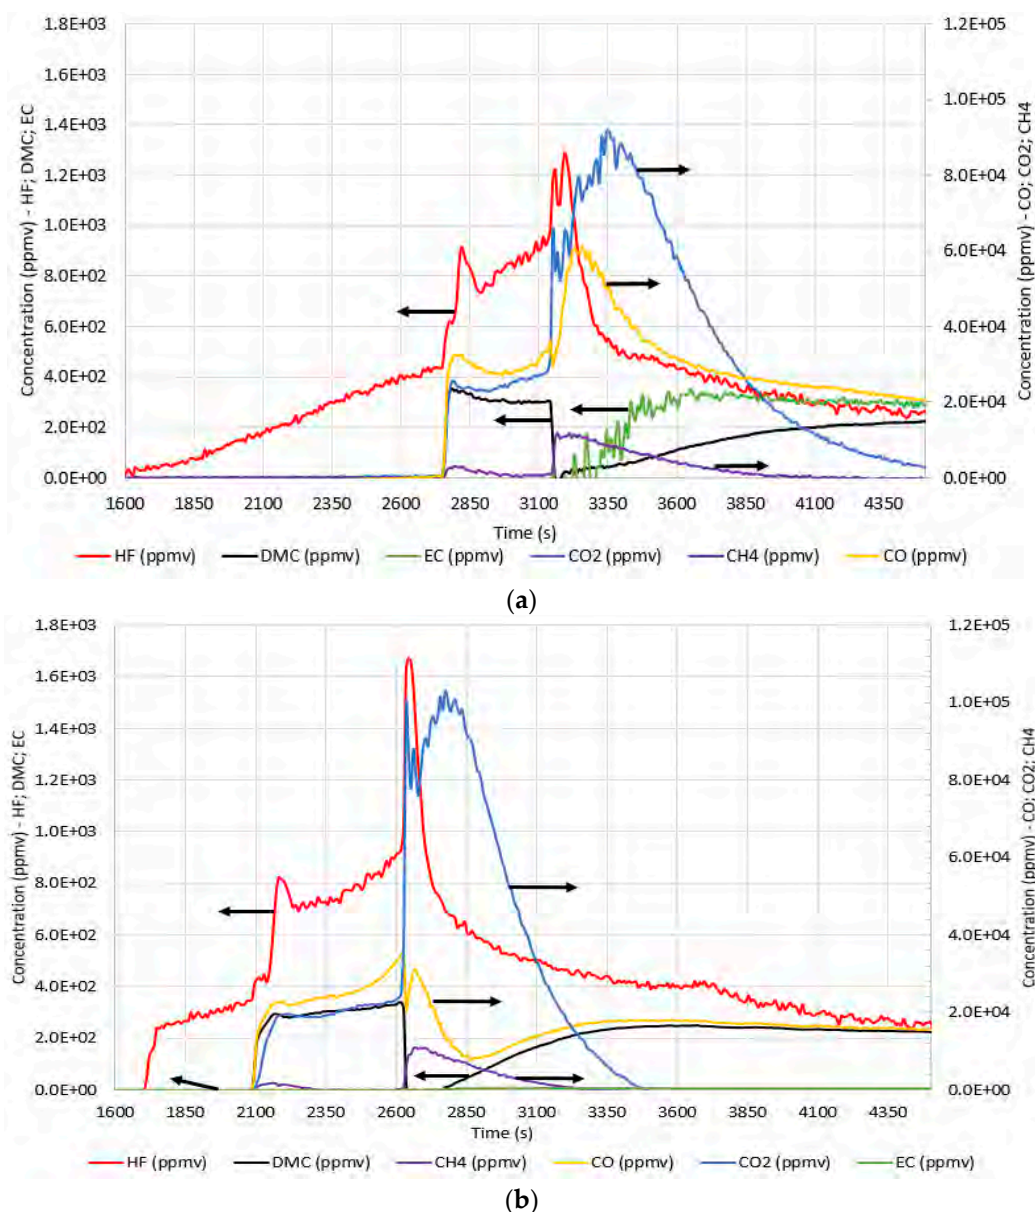 1.8E+03
1.6E+03
1.4E+03
1.2E+03
1.0E+03
8.0E+02
6.0E+02
4.0E+02
2.0E+02
0.0E+00
Concentration (ppmv) - HF; DMC; EC
1.2E+05
1.0E+05
8.0E+04
6.0E+04
4.0E+04
2.0E+04
0.0E+00
Concentration (ppmv) - CO; CO2; CH4
1600 1850 2100 2350 2600 2850 3100 3350 3600 3850 4100 4350
Time (s)
HF (ppmv) DMC (ppmv) EC (ppmv) CO2 (ppmv) CH4 (ppmv) CO (ppmv)
(a)
1.8E+03
1.6E+03
1.4E+03
1.2E+03
1.0E+03
8.0E+02
6.0E+02
4.0E+02
2.0E+02
0.0E+00
Concentration (ppmv) - HF; DMC; EC
1.2E+05
1.0E+05
8.0E+04
6.0E+04
4.0E+04
2.0E+04
0.0E+00
Concentration (ppmv) - CO; CO2; CH4
1600 1850 2100 2350 2600 2850 3100 3350 3600 3850 4100 4350
Time (s)
HF (ppmv) DMC (ppmv) CH4 (ppmv) CO (ppmv) CO2 (ppmv) EC (ppmv)
(b)